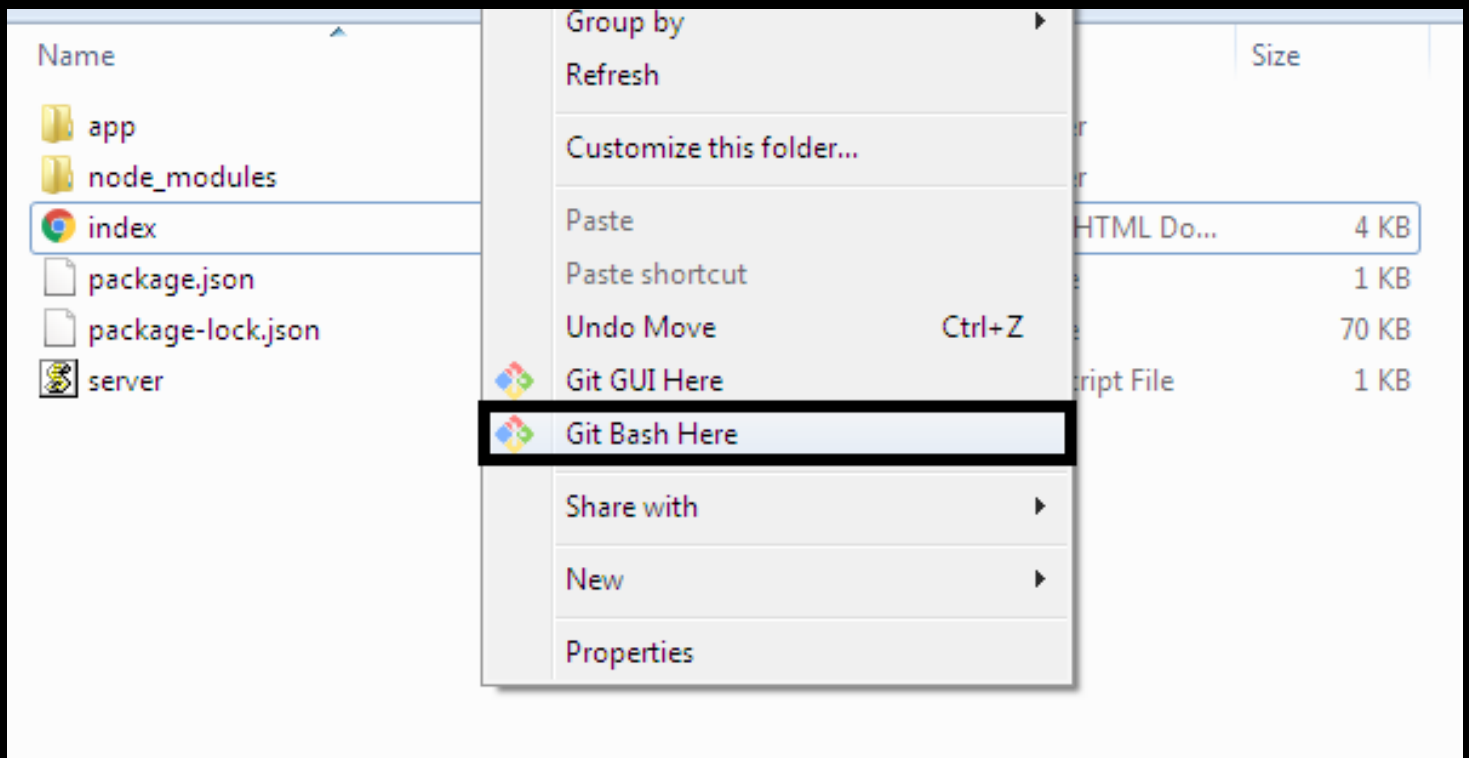 Name
Size
app
node_modules
index
HTML Do...
4 KB
package.json
1 KB
package-lock.json
70 KB
server
ript File
1 KB
Group by
Refresh
Customize this folder...
Paste
Paste shortcut
Undo Move Ctrl+Z
Git GUI Here
Git Bash Here
Share with
New
Properties